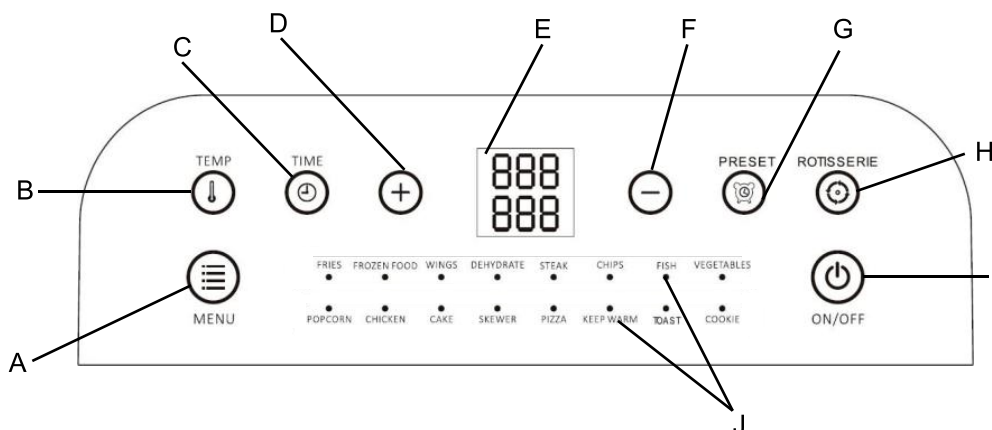 D E F G
C
TEMP TIME PRESET ROTISSERIE H
B + 888 −
888
FRIES FROZEN FOOD WINGS DEHYDRATE STEAK CHIPS FISH VEGETABLES
MENU POPCORN CHICKEN CAKE SKEWER PIZZA KEEP WARM TOAST COOKIE ON/OFF
A
J